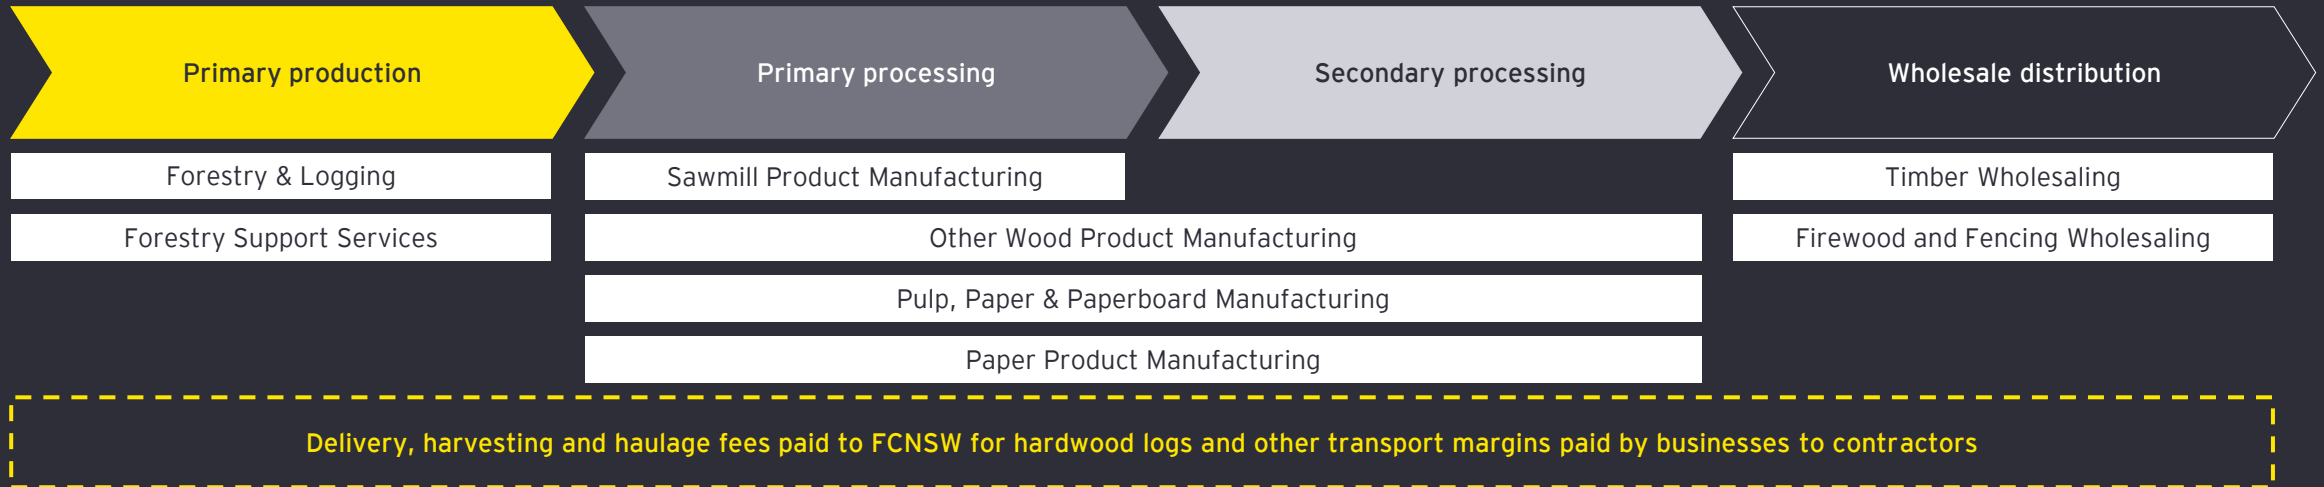 Primary production
Primary processing
Secondary processing
Wholesale distribution
Forestry & Logging
Sawmill Product Manufacturing
Timber Wholesaling
Forestry Support Services
Other Wood Product Manufacturing
Firewood and Fencing Wholesaling
Pulp, Paper & Paperboard Manufacturing
Paper Product Manufacturing
Delivery, harvesting and haulage fees paid to FCNSW for hardwood logs and other transport margins paid by businesses to contractors